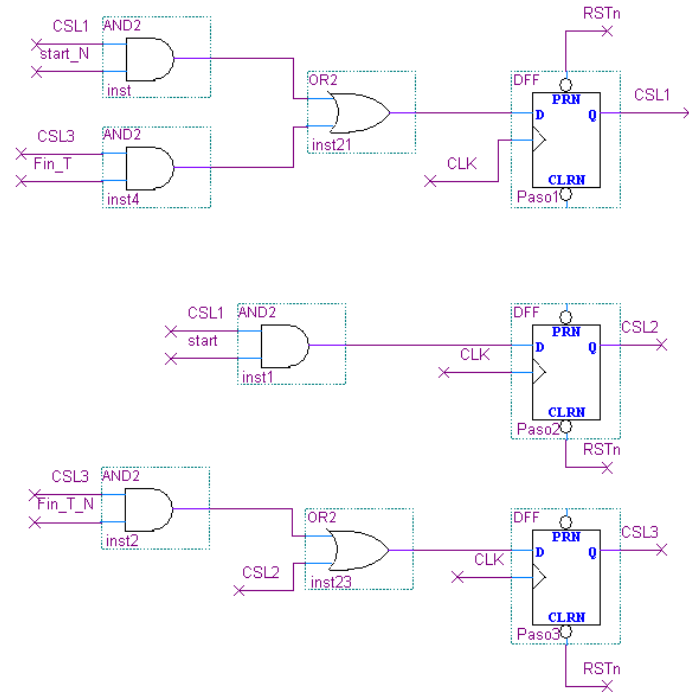 RSTn
CSL1
AND2
start_N
inst
CSL3
AND2
Fin_T
inst4
OR2
inst21
CLK
DFF
PRN
D
Q
CLRN
Paso1
CSL1
CSL1
AND2
start
inst1
CLK
DFF
PRN
D
Q
CLRN
Paso2
CSL2
RSTn
CSL3
AND2
Fin_T_N
inst2
CSL2
OR2
inst23
CLK
DFF
PRN
D
Q
CLRN
Paso3
CSL3
RSTn